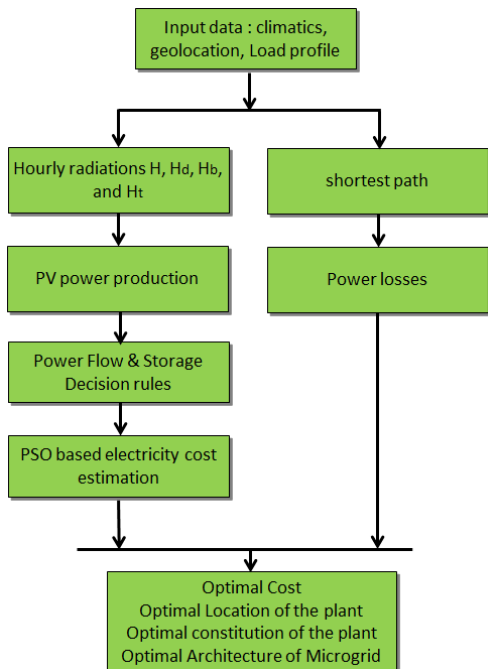 Input data : climatics,
geolocation, Load profile
Hourly radiations H, Hd, Hb,
and Ht
shortest path
PV power production
Power losses
Power Flow & Storage
Decision rules
PSO based electricity cost
estimation
Optimal Cost
Optimal Location of the plant
Optimal constitution of the plant
Optimal Architecture of Microgrid